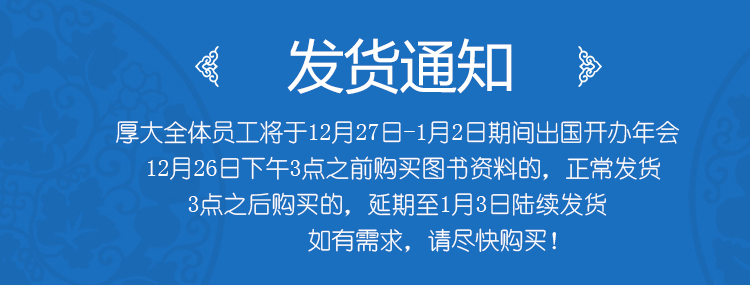 发货通知
厚大全体员工将于12月27日-1月2日期间出国开办年会
12月26日下午3点之前购买图书资料的，正常发货
3点之后购买的，延期至1月3日陆续发货
如有需求，请尽快购买！